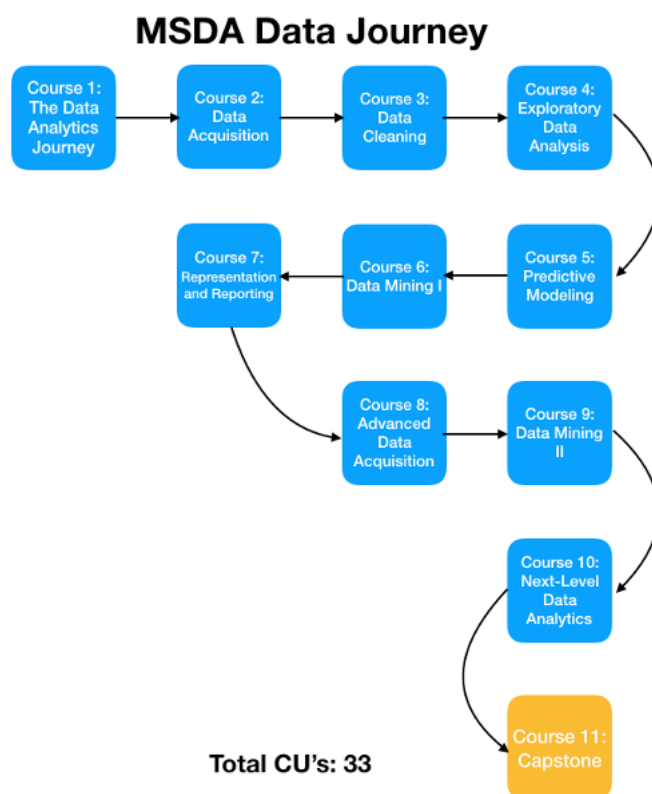 MSDA Data Journey
Course 1:
The Data
Analytics
Journey
Course 2:
Data
Acquisition
Course 3:
Data
Cleaning
Course 4:
Exploratory
Data
Analysis
Course 5:
Predictive
Modeling
Course 6:
Data Mining I
Course 7:
Representation
and Reporting
Course 8:
Advanced
Data
Acquisition
Course 9:
Data Mining
II
Course 10:
Next-Level
Data
Analytics
Course 11:
Capstone
Total CU's: 33